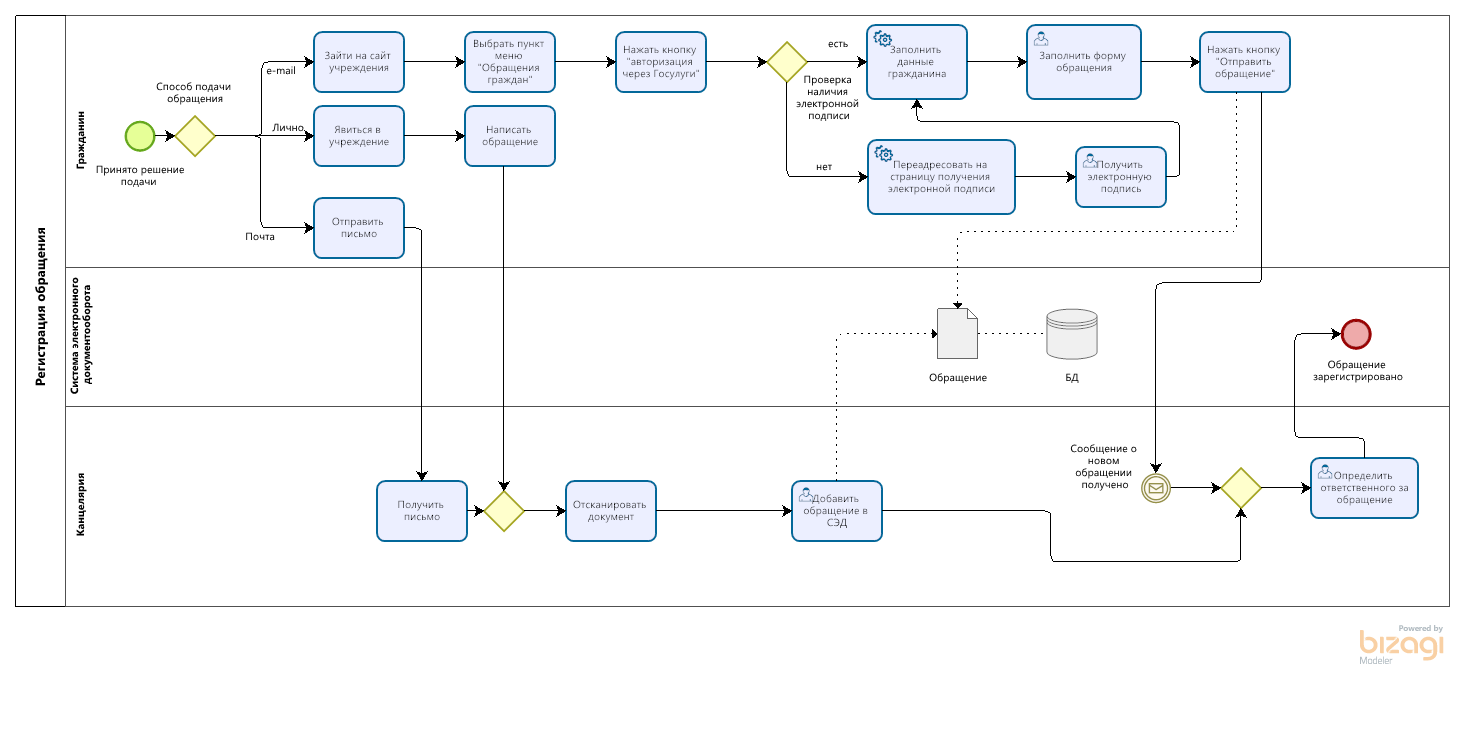 Регистрация обращения
Гражданин
Принято решение
подачи
Способ подачи
обращения
e-mail
Лично
Почта
Зайти на сайт
учреждения
Выбрать пункт
меню
"Обращения
граждан"
Нажать кнопку
"авторизация
через Госулуги"
Проверка
наличия
электронной
подписи
есть
нет
Заполнить
данные
гражданина
Заполнить форму
обращения
Нажать кнопку
"Отправить
обращение"
Явиться в
учреждение
Написать
обращение
Переадресовать на
страницу получения
электронной подписи
Получить
электронную
подпись
Отправить
письмо
Система электронного
документооборота
Обращение
БД
Обращение
зарегистрировано
Канцелярия
Получить
письмо
Отсканировать
документ
Добавить
обращение в
СЭД
Сообщение о
новом
обращении
получено
Определить
ответственного за
обращение
Powered by
bizagi
Modeler